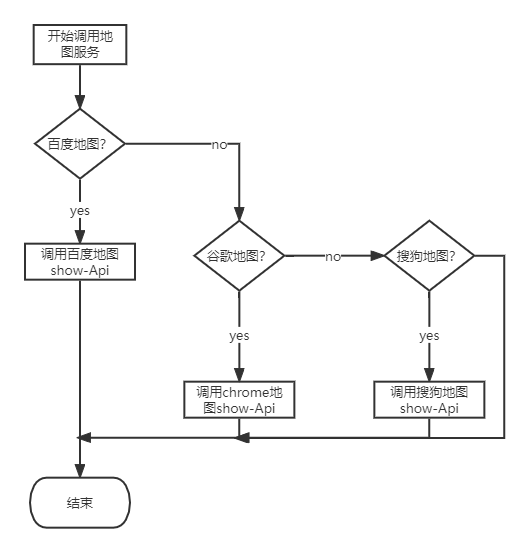 开始调用地
图服务
百度地图?
no
yes
调用百度地图
show-Api
谷歌地图?
no
搜狗地图?
yes
yes
调用chrome地
图show-Api
调用搜狗地图
show-Api
结束